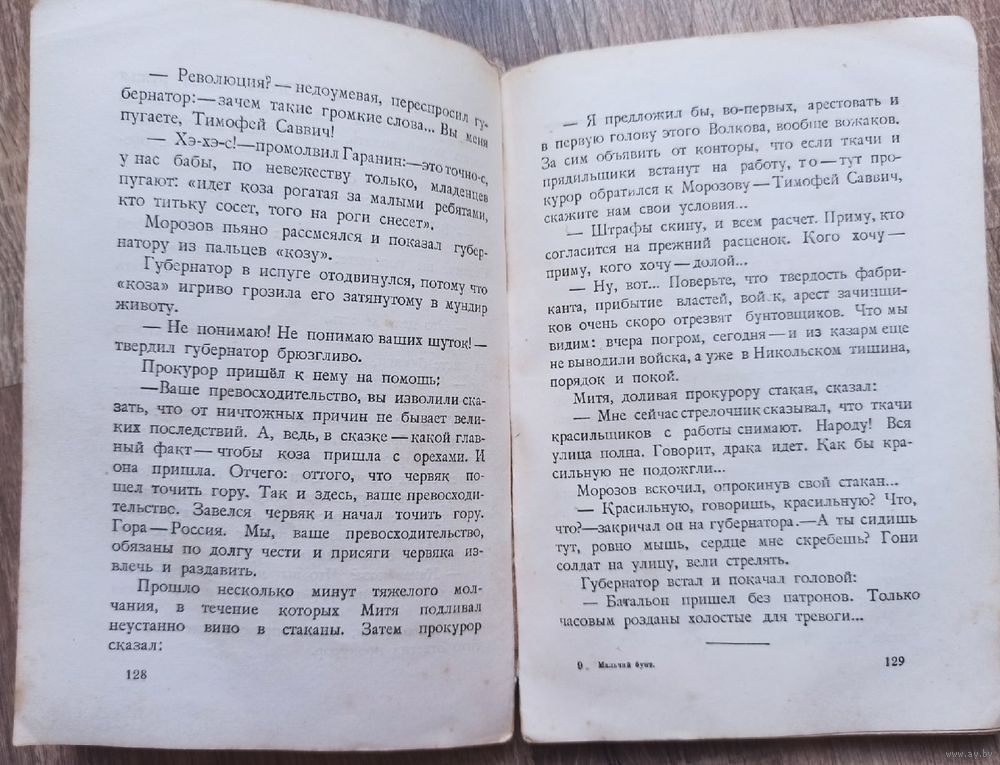 — Революция? — недоумевая, переспросил гу-
бернатор:—зачем такие громкие слова... Вы меня
пугаете, Тимофей Саввич!
— Хэ-хэ-с!—промолвил Гаранин:—это точно-с,
у нас бабы, по невежеству только, младенцев
пугают: «идет коза рогатая за малыми ребятами,
кто титьку сосет, того на роги снесет».
Морозов пьяно рассмеялся и показал губер-
натору из пальцев «козу».
Губернатор в испуге отодвинулся, потому что
«коза» игриво грозила его затянутому в мундир
животу.
— Не понимаю! Не понимаю ваших шуток!—
твердил губернатор брюзгливо.
Прокурор пришёл к нему на помощь:
—Ваше превосходительство, вы изволили ска-
зать, что от ничтожных причин не бывает вели-
ких последствий. А, ведь, в сказке — какой глав-
ный факт — чтобы коза пришла с орехами. И
она пришла. Отчего: оттого, что червяк по-
шел точить гору. Так и здесь, ваше превосходи-
тельство. Завелся червяк и начал точить гору.
Гора — Россия. Мы, ваше превосходительство,
обязаны по долгу чести и присяги червяка из-
влечь и раздавить.
Прошло несколько минут тяжелого мол-
чания, в течение которых Митя подливал
неустанно вино в стаканы. Затем прокурор
сказал:
128
— Я предложил бы, во-первых, арестовать и
в первую голову этого Волкова, вообще вожаков.
За сим объявить от конторы, что если ткачи и
прядильщики встанут на работу, то — тут про-
курор обратился к Морозову — Тимофей Саввич,
скажите нам свои условия...
— Штрафы скину, и всем расчет. Приму, кто
согласится на прежний расценок. Кого хочу —
приму, кого хочу — долой...
— Ну, вот... Поверьте, что твердость фабри-
канта, прибытие властей, войск, арест зачинщи-
ков очень скоро отрезвят бунтовщиков. Что мы
видим: вчера погром, сегодня — и из казарм еще
не выводили войска, а уже в Никольском тишина,
порядок и покой.
Митя, доливая прокурору стакан, сказал:
— Мне сейчас стрелочник сказывал, что ткачи
красильщиков с работы снимают. Народу! Вся
улица полна. Говорит, драка идет. Как бы кра-
сильную не подожгли...
Морозов вскочил, опрокинув свой стакан...
— Красильную, говоришь, красильную? Что,
что?—закричал он на губернатора.—А ты сидишь
тут, ровно мышь, сердце мне скребешь? Гони
солдат на улицу, вели стрелять.
Губернатор встал и покачал головой:
— Батальон пришел без патронов. Только
часовым розданы холостые для тревоги...
9 Мальчий бунт.
129
www.ay.by